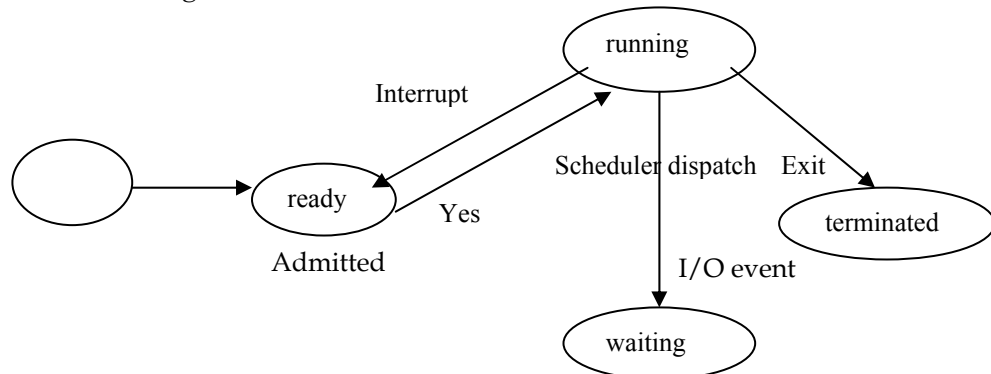 running
Interrupt
Scheduler dispatch
Exit
ready
Yes
terminated
Admitted
I/O event
waiting